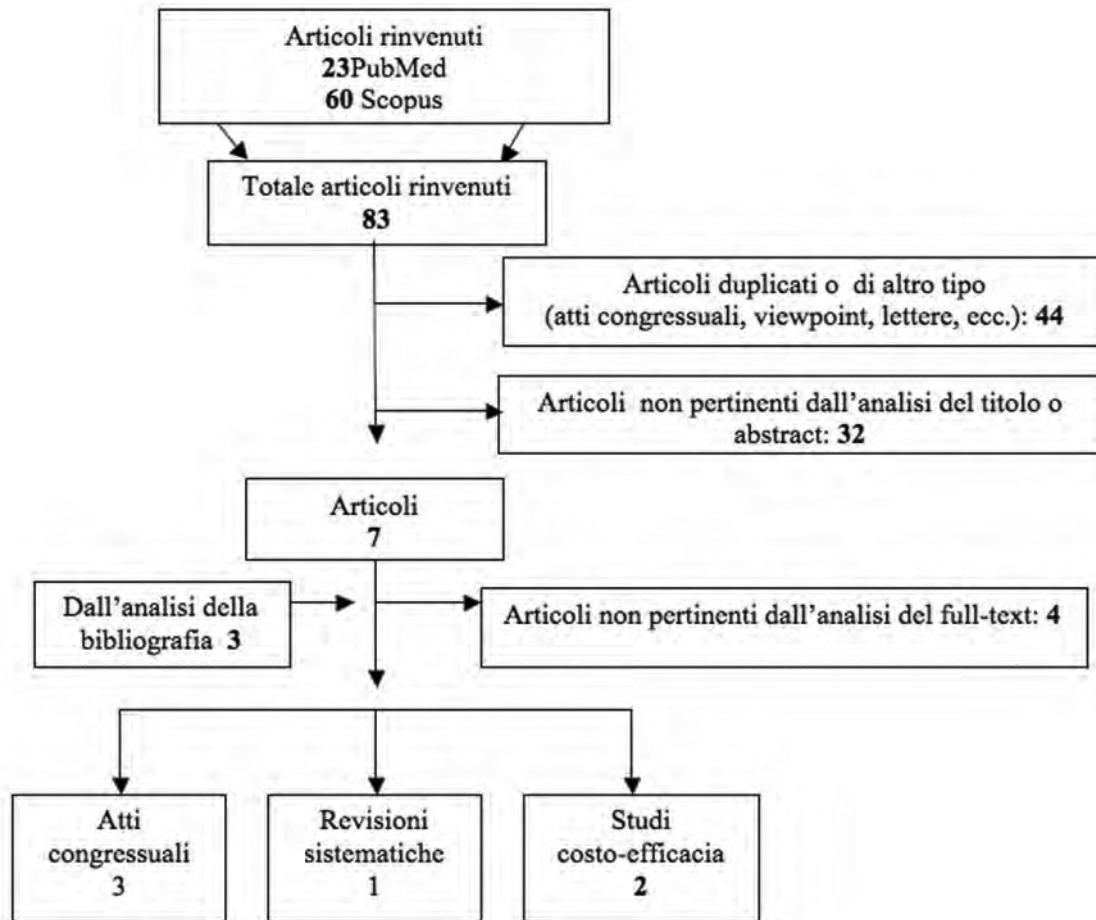 Articoli rinvenuti
23PubMed
60 Scopus
Totale articoli rinvenuti
83
Articoli duplicati o di altro tipo
(atti congressuali, viewpoint, lettere, ecc.): 44
Articoli non pertinenti dall'analisi del titolo o
abstract: 32
Articoli
7
Dall'analisi della
bibliografia 3
Articoli non pertinenti dall'analisi del full-text: 4
Atti
congressuali
3
Revisioni
sistematiche
1
Studi
costo-efficacia
2